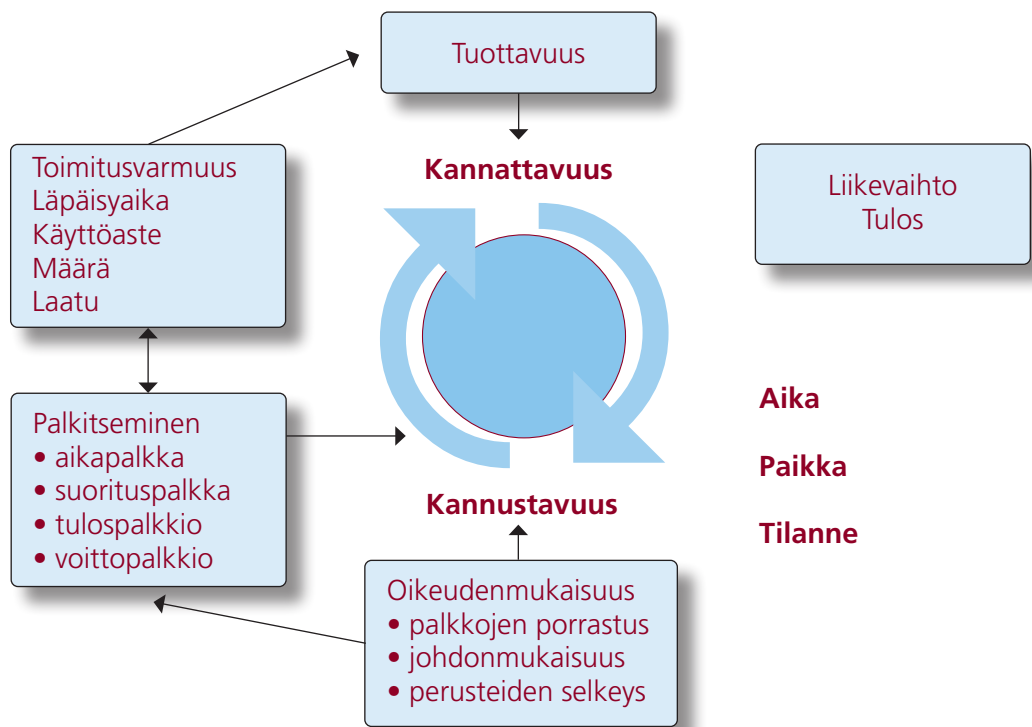 Tuottavuus
Kannattavuus
Toimitusvarmuus
Läpäisyaika
Käyttöaste
Määrä
Laatu
Liikevaihto
Tulos
Palkitseminen
• aikapalkka
• suorituspalkka
• tulospalkkio
• voittopalkkio
Aika
Paikka
Tilanne
Kannustavuus
Oikeudenmukaisuus
• palkkojen porrastus
• johdonmukaisuus
• perusteiden selkeys